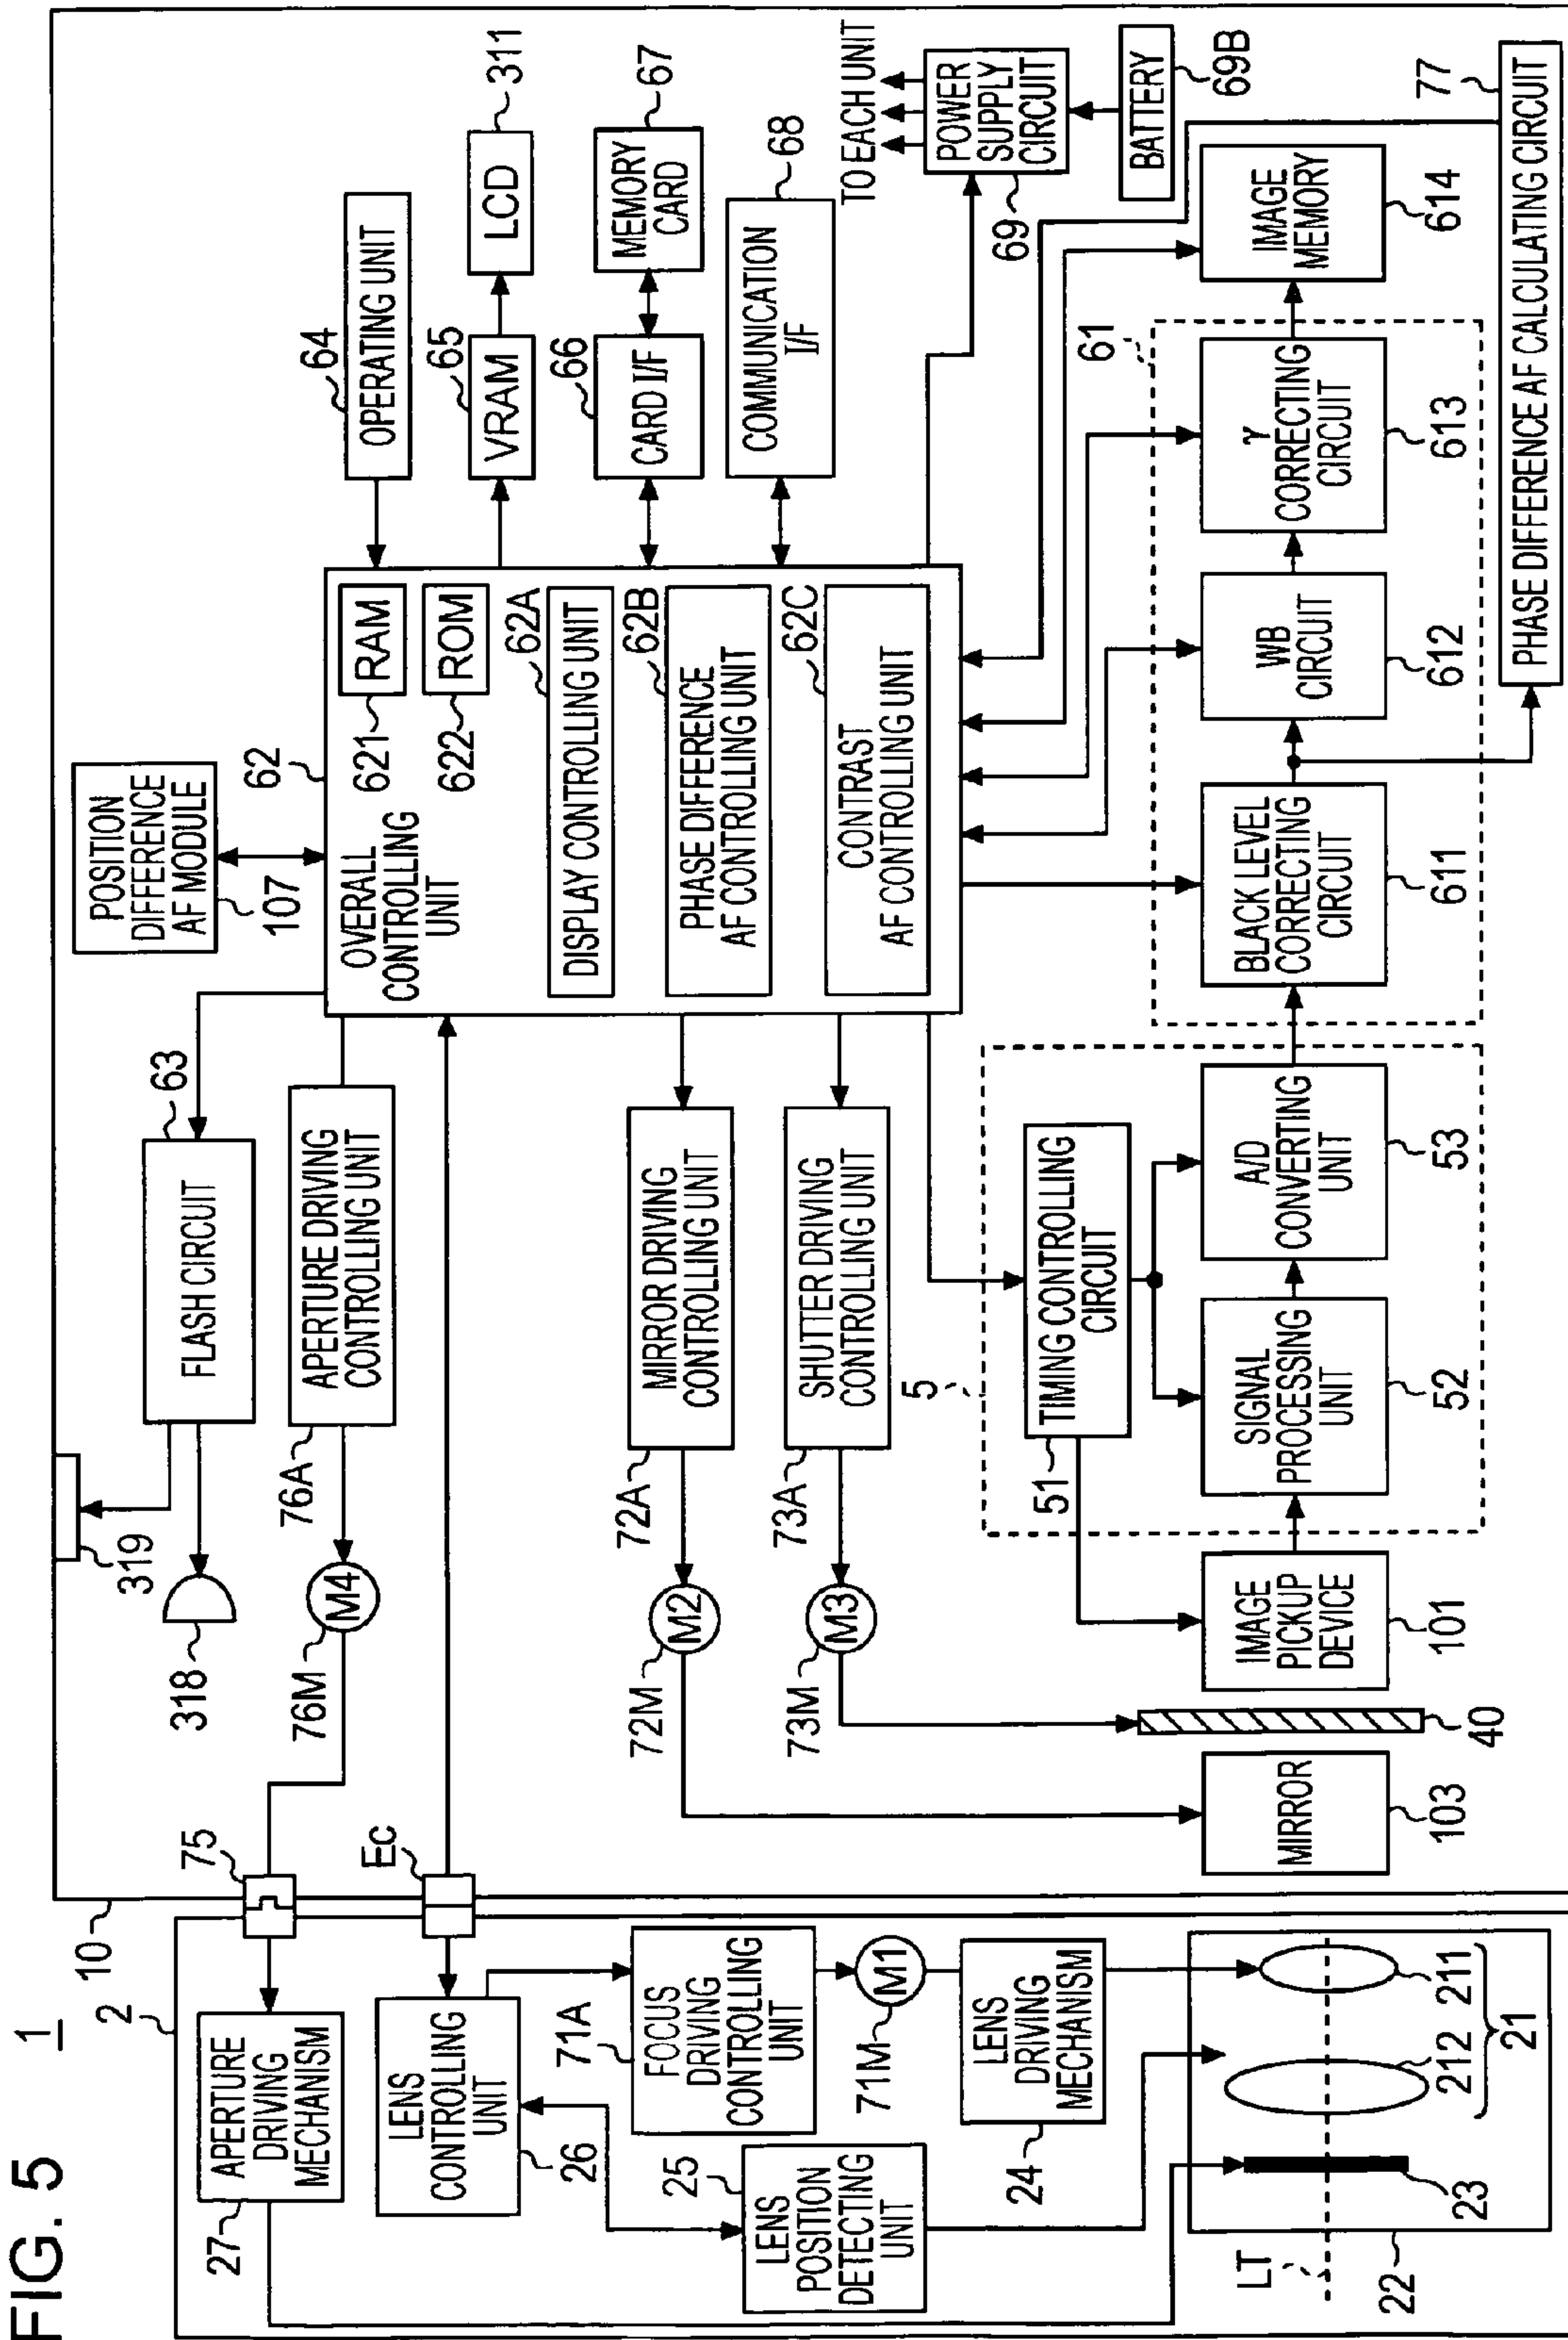 FIG. 5
1
2
10
75
Ec
APERTURE
DRIVING
MECHANISM
27
LENS
CONTROLLING
UNIT
26
71A
FOCUS
DRIVING
CONTROLLING
UNIT
25
LENS
POSITION
DETECTING
UNIT
71M
M1
LENS
DRIVING
MECHANISM
24
LT
22
23
212
211
21
319
318
FLASH CIRCUIT
63
76M
M4
76A
APERTURE DRIVING
CONTROLLING UNIT
72M
M2
72A
MIRROR DRIVING
CONTROLLING UNIT
73M
M3
73A
SHUTTER DRIVING
CONTROLLING UNIT
MIRROR
103
40
IMAGE
PICKUP
DEVICE
101
5
51
TIMING CONTROLLING
CIRCUIT
SIGNAL
PROCESSING
UNIT
52
A/D
CONVERTING
UNIT
53
POSITION
DIFFERENCE
AF MODULE
107
62
OVERALL
CONTROLLING
UNIT
621
RAM
622
ROM
62A
DISPLAY CONTROLLING UNIT
62B
PHASE DIFFERENCE
AF CONTROLLING UNIT
62C
CONTRAST
AF CONTROLLING UNIT
64
OPERATING UNIT
65
VRAM
LCD
311
66
CARD I/F
MEMORY
CARD
67
COMMUNICATION
I/F
68
TO EACH UNIT
POWER
SUPPLY
CIRCUIT
69
BATTERY
69B
61
BLACK LEVEL
CORRECTING
CIRCUIT
611
WB
CIRCUIT
612
γ
CORRECTING
CIRCUIT
613
IMAGE
MEMORY
614
PHASE DIFFERENCE AF CALCULATING CIRCUIT
77